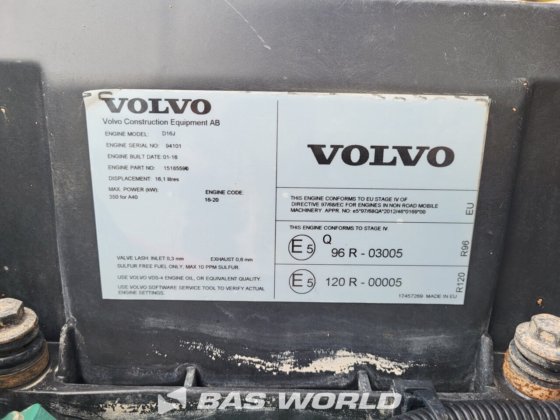 VOLVO
Volvo Construction Equipment AB
ENGINE MODEL: D16J
ENGINE SERIAL NO: 94101
ENGINE BUILT DATE 01-16
ENGINE PART NO: 15185596
DISPLACEMENT 16,1 litres
MAX. POWER (kW): ENGINE CODE:
350 for A40 16-20
VALVE LASH: INLET 0,3 mm EXHAUST 0,8 mm
SULFUR FREE FUEL ONLY, MAX 10 PPM SULFUR.
USE VOLVO VDS-4 ENGINE OIL, OR EQUIVALENT QUALITY.
USE VOLVO SOFTWARE SERVICE TOOL TO VERIFY ACTUAL
ENGINE SETTINGS.
VOLVO
THIS ENGINE CONFORMS TO EU STAGE IV OF
DIRECTIVE 97/68/EC FOR ENGINES IN NON ROAD MOBILE
MACHINERY. APPR. NO: e5*97/68QA*2012/46*0169*00
EU
THIS ENGINE CONFORMS TO STAGE IV.
E5 Q
96 R - 03005
R96
E5 120 R - 00005
R120
17457269 MADE IN EU
BAS WORLD